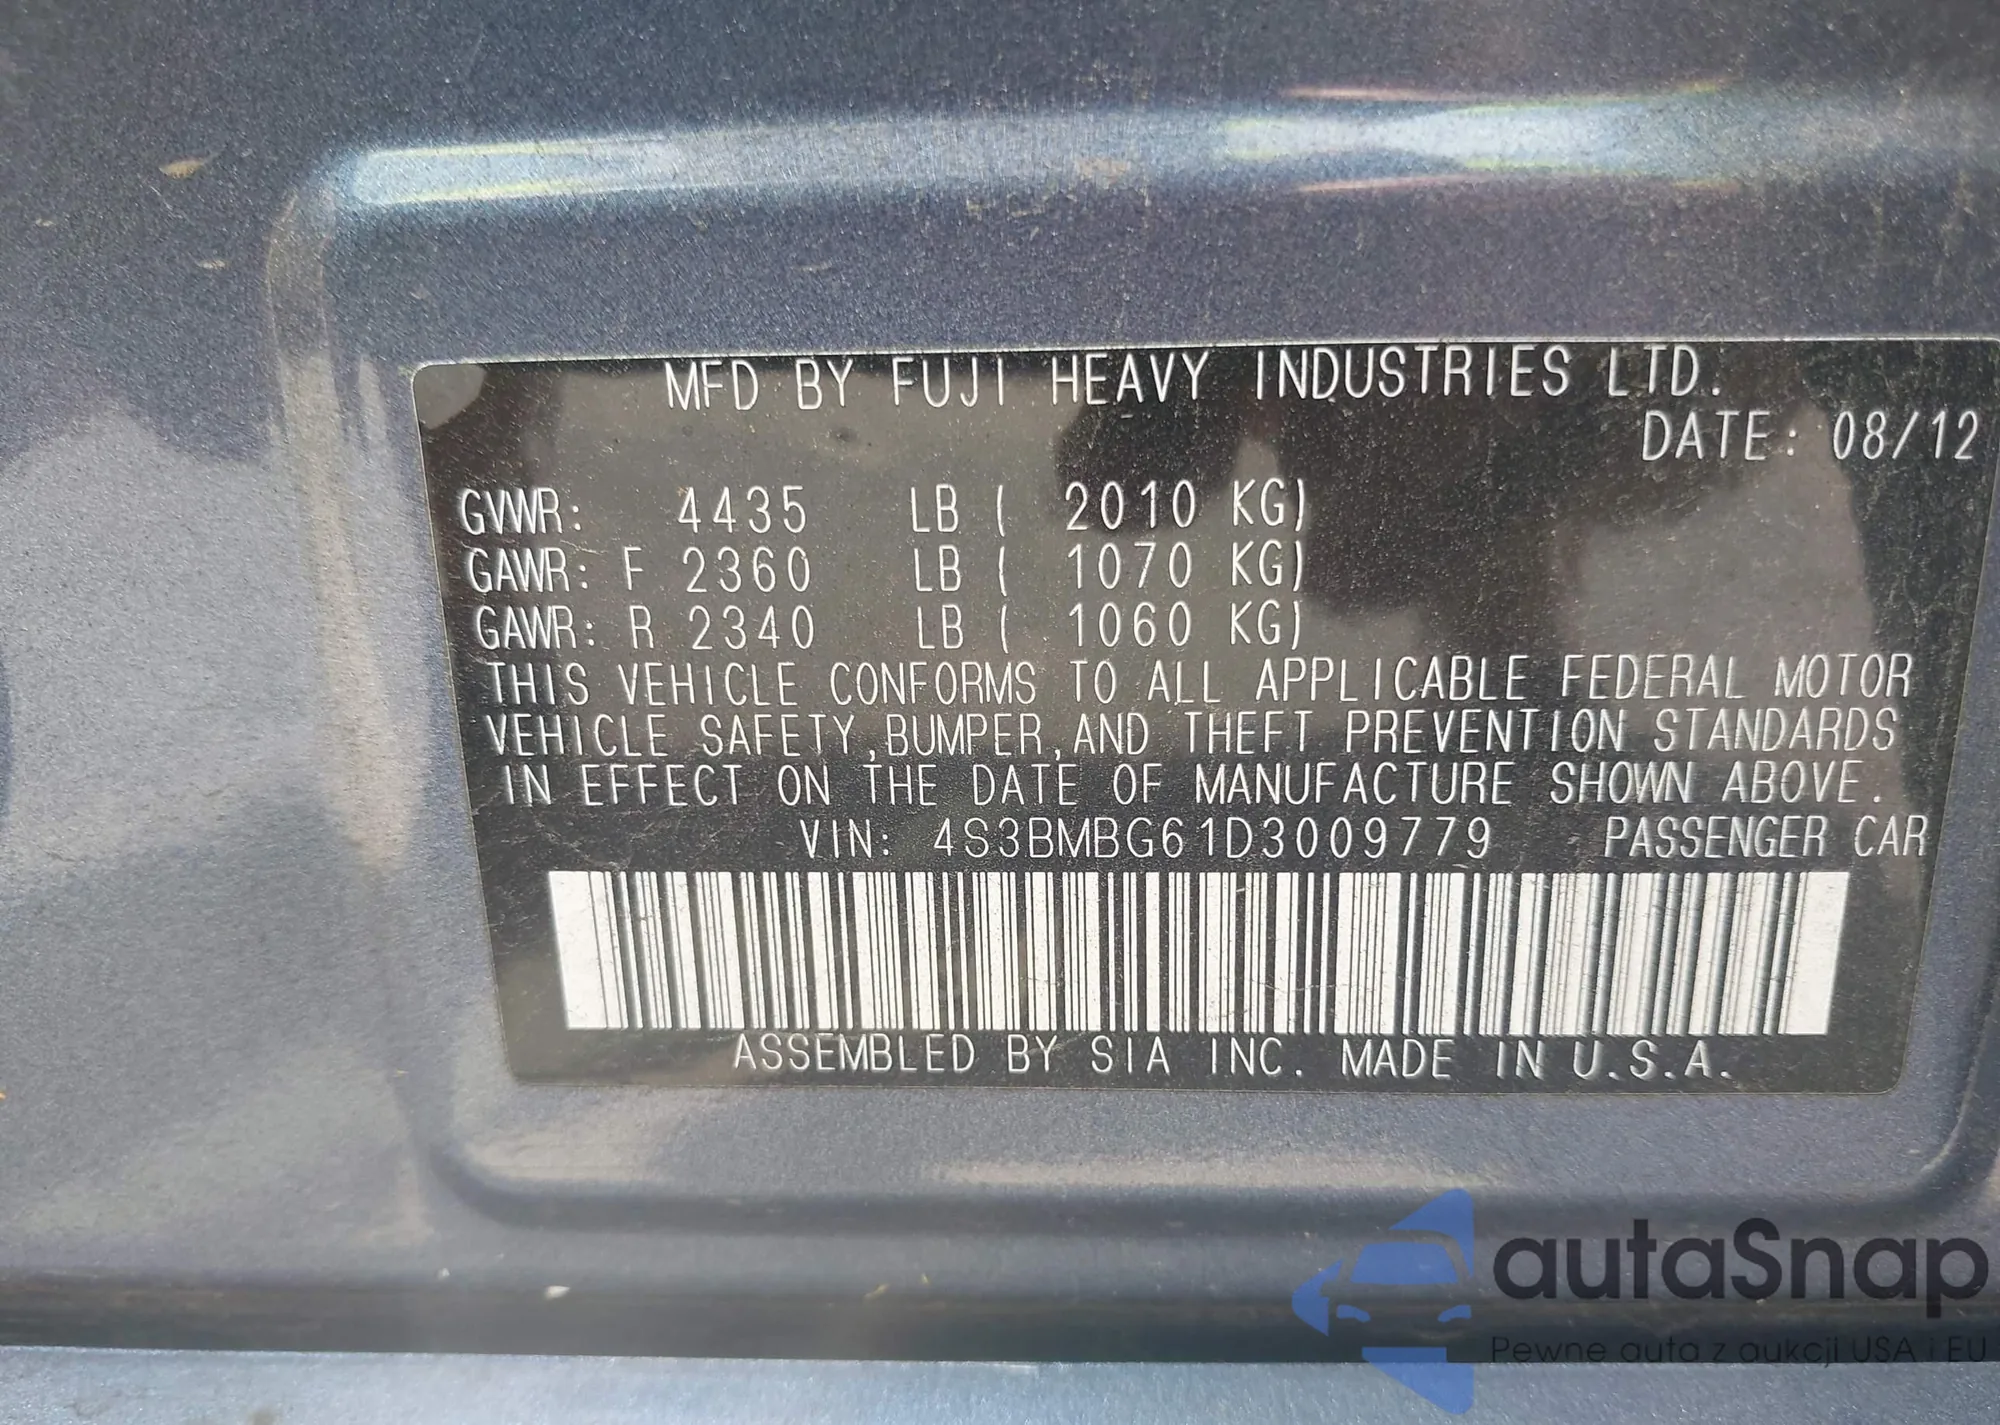 MFD BY FUJI HEAVY INDUSTRIES LTD.
DATE: 08/12
GVWR: 4435 LB ( 2010 KG)
GAWR: F 2360 LB ( 1070 KG)
GAWR: R 2340 LB ( 1060 KG)
THIS VEHICLE CONFORMS TO ALL APPLICABLE FEDERAL MOTOR
VEHICLE SAFETY,BUMPER,AND THEFT PREVENTION STANDARDS
IN EFFECT ON THE DATE OF MANUFACTURE SHOWN ABOVE.
VIN: 4S3BMBG61D3009779 PASSENGER CAR
ASSEMBLED BY SIA INC. MADE IN U.S.A.
autaSnap
Pewne auta z aukcji USA i EU